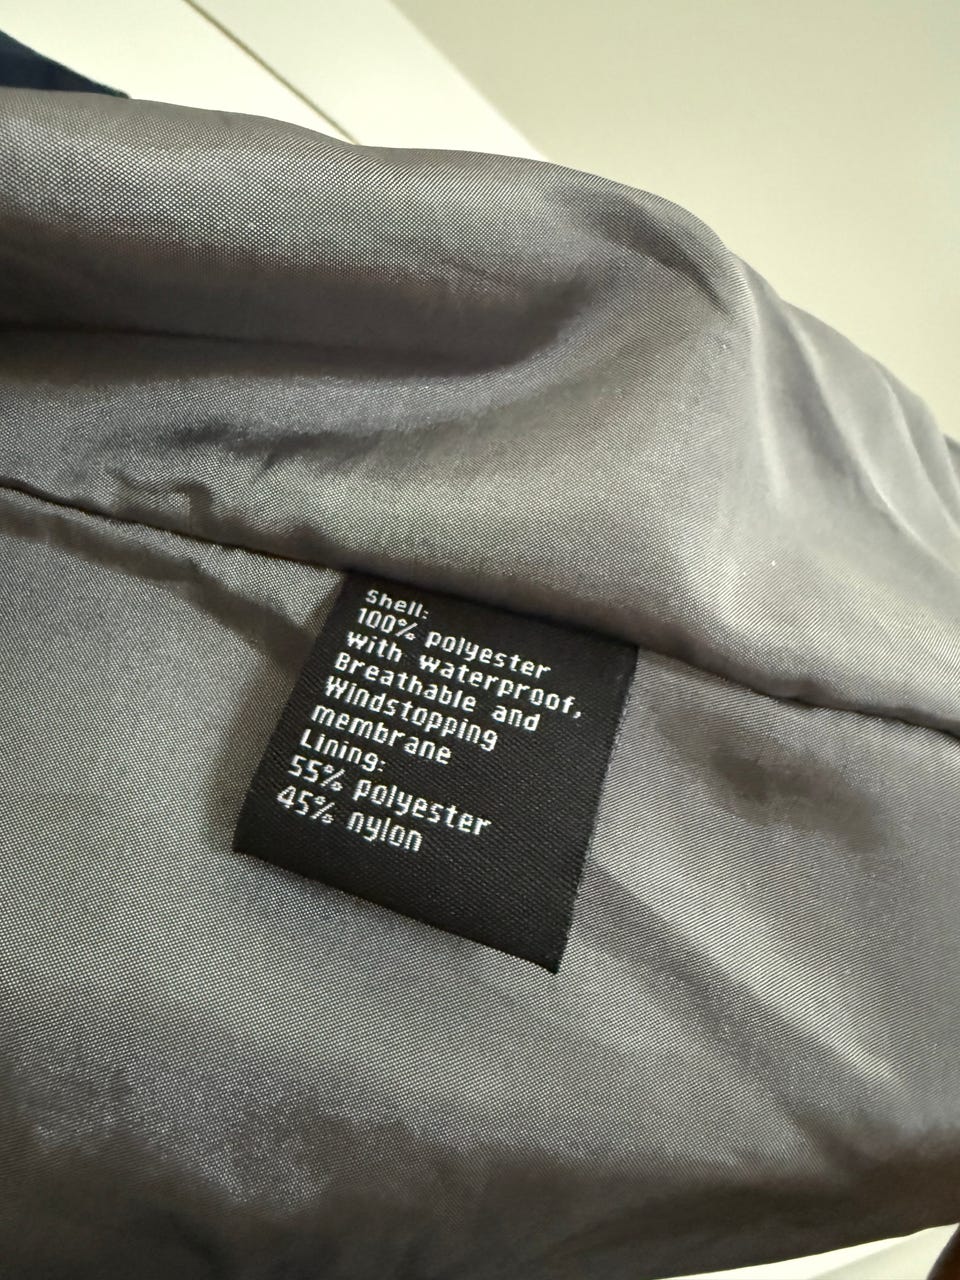 Shell:
100% polyester
with waterproof,
Breathable and
Windstopping
membrane
Lining:
55% polyester
45% nylon